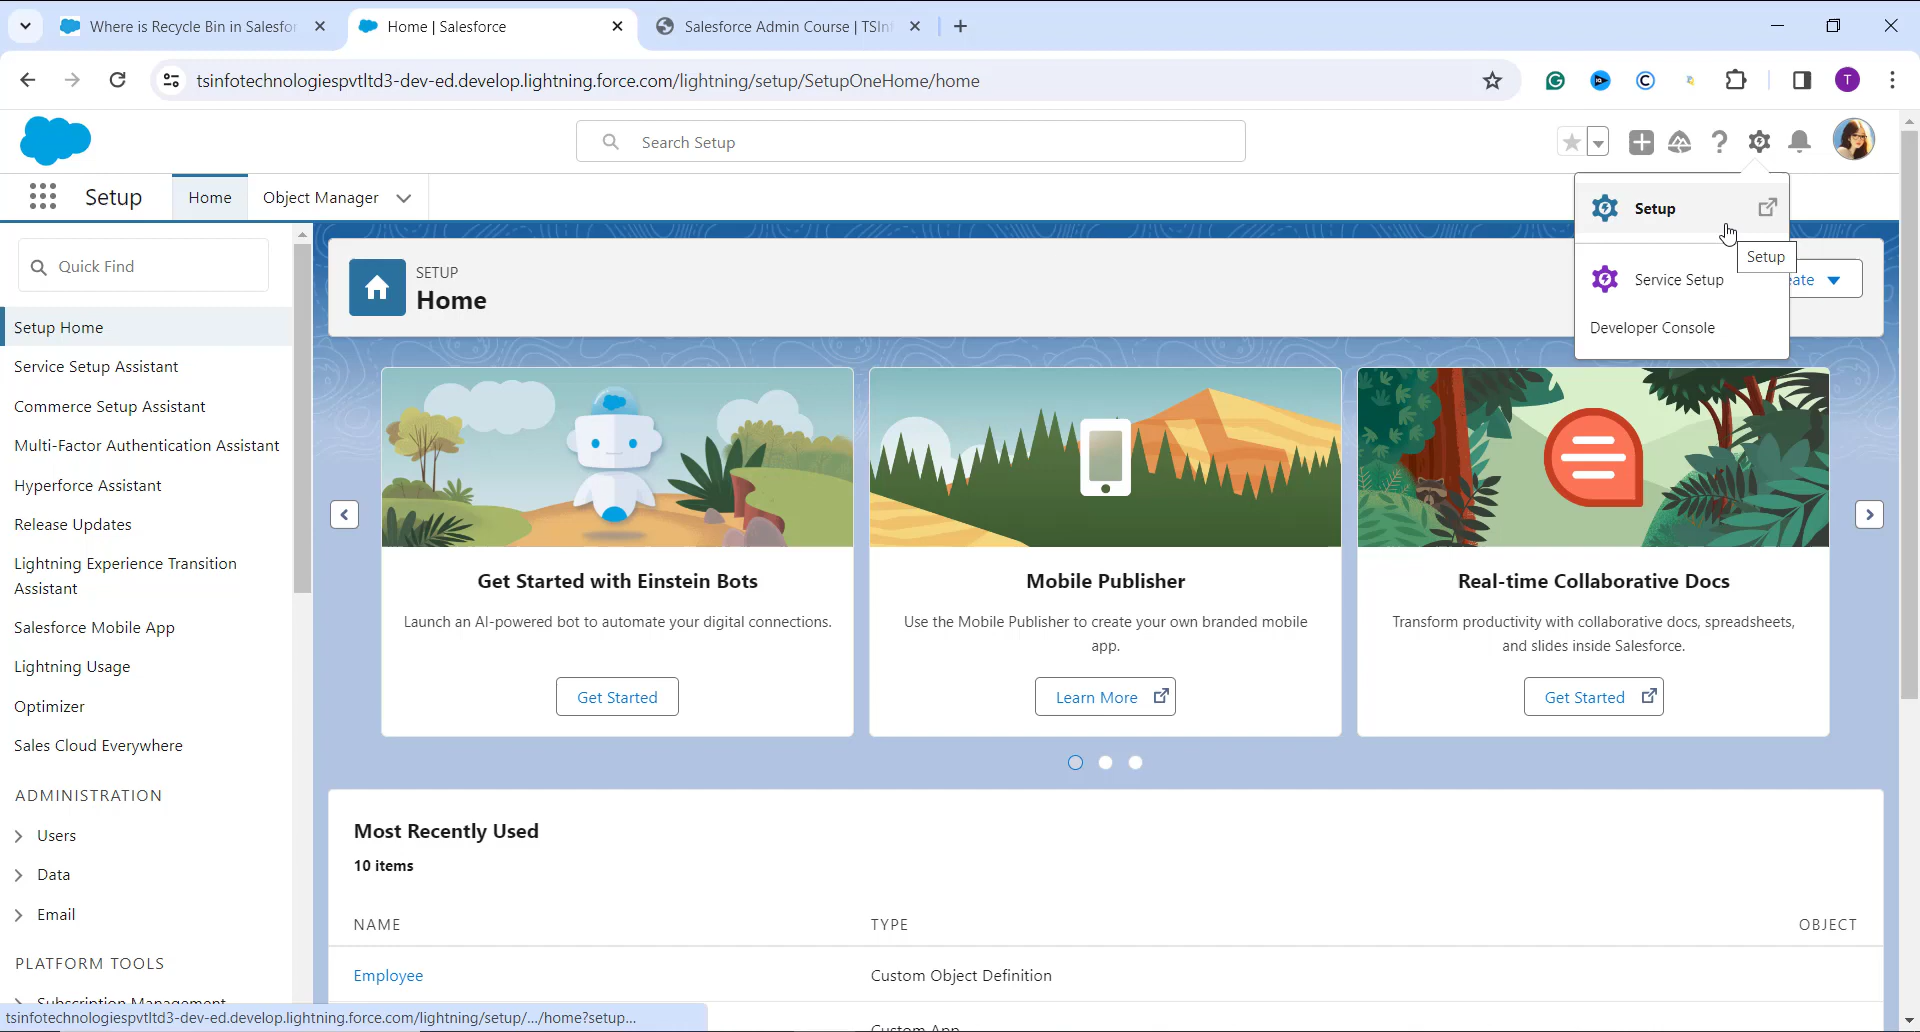 Where is Recycle Bin in Salesfor
Home | Salesforce
Salesforce Admin Course | TSInf
tsinfotechnologiespvtltd3-dev-ed.develop.lightning.force.com/lightning/setup/SetupOneHome/home
T
Search Setup
Setup
Home
Object Manager
Setup
Setup
Service Setup
Developer Console
eate
Quick Find
SETUP
Home
Setup Home
Service Setup Assistant
Commerce Setup Assistant
Multi-Factor Authentication Assistant
Hyperforce Assistant
Release Updates
Lightning Experience Transition
Assistant
Salesforce Mobile App
Lightning Usage
Optimizer
Sales Cloud Everywhere
ADMINISTRATION
Users
Data
Email
PLATFORM TOOLS
Subscription Management
Get Started with Einstein Bots
Launch an AI-powered bot to automate your digital connections.
Get Started
Mobile Publisher
Use the Mobile Publisher to create your own branded mobile
app.
Learn More
Real-time Collaborative Docs
Transform productivity with collaborative docs, spreadsheets,
and slides inside Salesforce.
Get Started
Most Recently Used
10 items
NAME TYPE OBJECT
Employee Custom Object Definition
Custom App
tsinfotechnologiespvtltd3-dev-ed.develop.lightning.force.com/lightning/setup/.../home?setup...